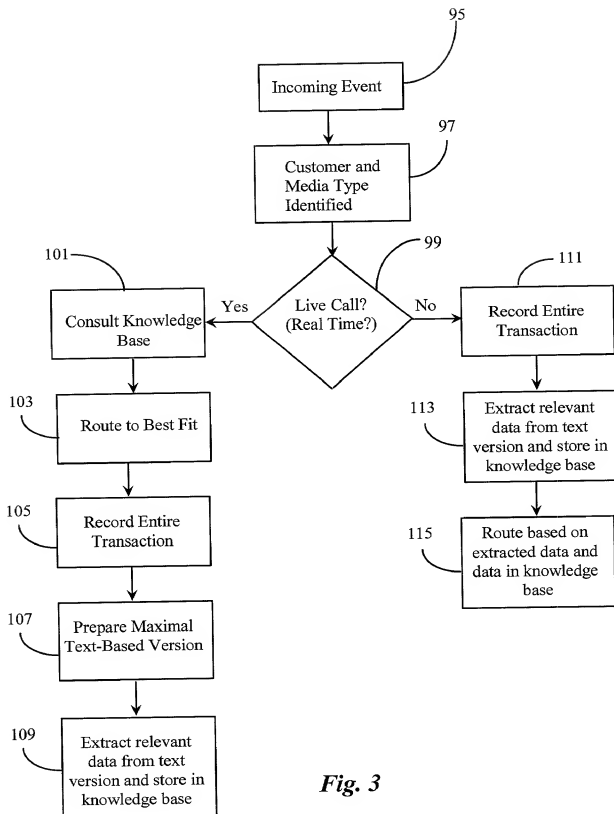 95
Incoming Event
97
Customer and
Media Type
Identified
99
Live Call?
(Real Time?)
Yes
No
101
Consult Knowledge
Base
103
Route to Best Fit
105
Record Entire
Transaction
107
Prepare Maximal
Text-Based Version
109
Extract relevant
data from text
version and store in
knowledge base
111
Record Entire
Transaction
113
Extract relevant
data from text
version and store in
knowledge base
115
Route based on
extracted data and
data in knowledge
base
Fig. 3